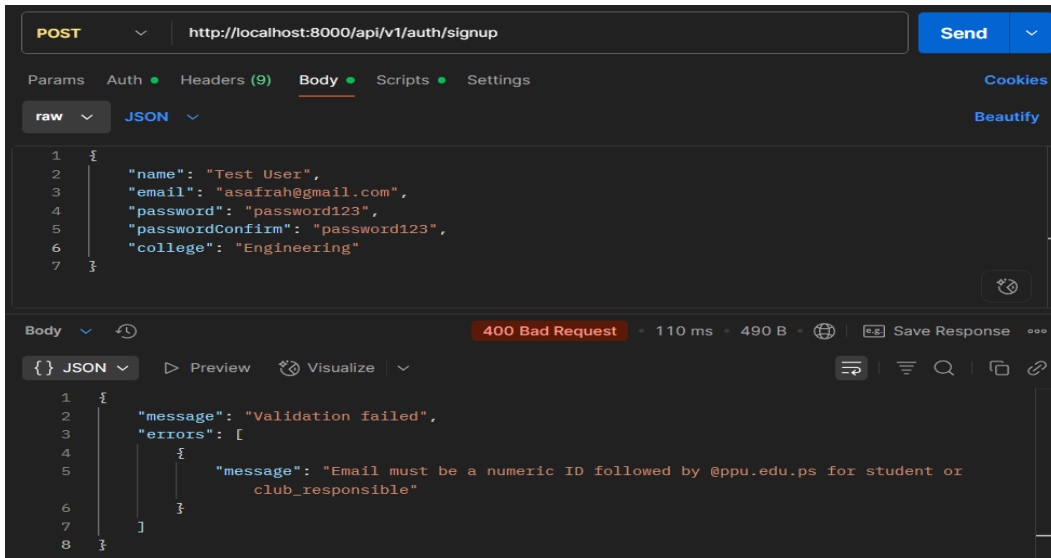 POST http://localhost:8000/api/v1/auth/signup Send
Params Auth Headers (9) Body Scripts Settings Cookies
raw JSON Beautify
1 {
2 "name": "Test User",
3 "email": "asafrah@gmail.com",
4 "password": "password123",
5 "passwordConfirm": "password123",
6 "college": "Engineering"
7 }
Body 400 Bad Request • 110 ms • 490 B • e.g. Save Response
{} JSON Preview Visualize
1 {
2 "message": "Validation failed",
3 "errors": [
4 {
5 "message": "Email must be a numeric ID followed by @ppu.edu.ps for student or
club_responsible"
6 }
7 ]
8 }